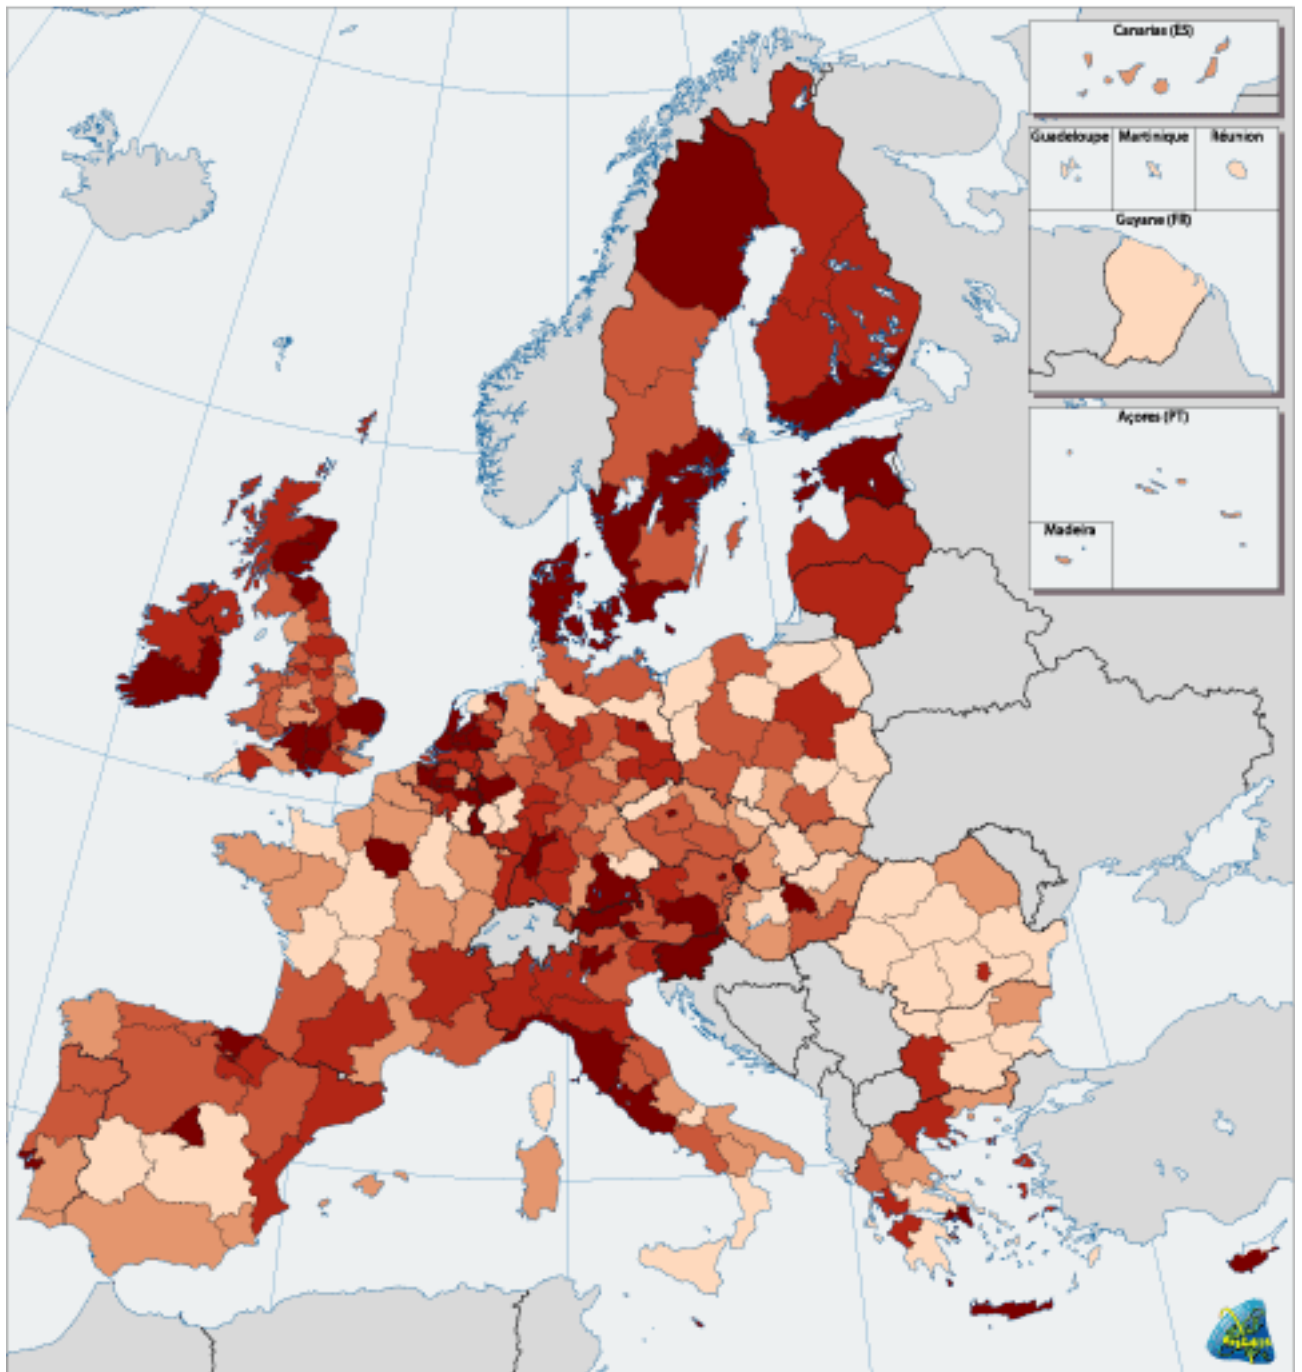 Canarias (ES)
Guadeloupe Martinique Réunion
Guyane (FR)
Açores (PT)
Madeira